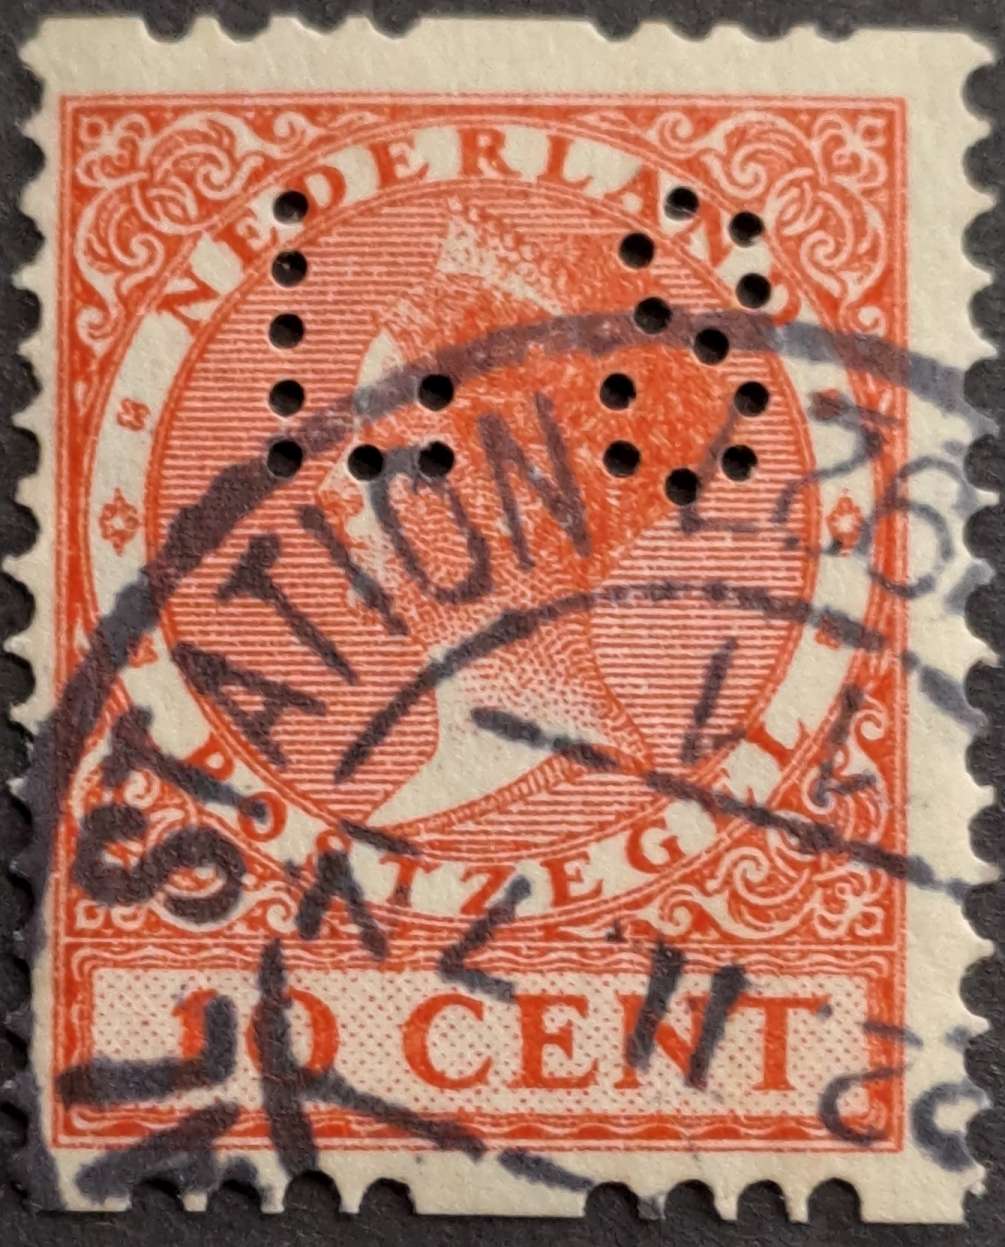 NEDERLAND
L S
STATION
POSTZEGEL
10 CENT